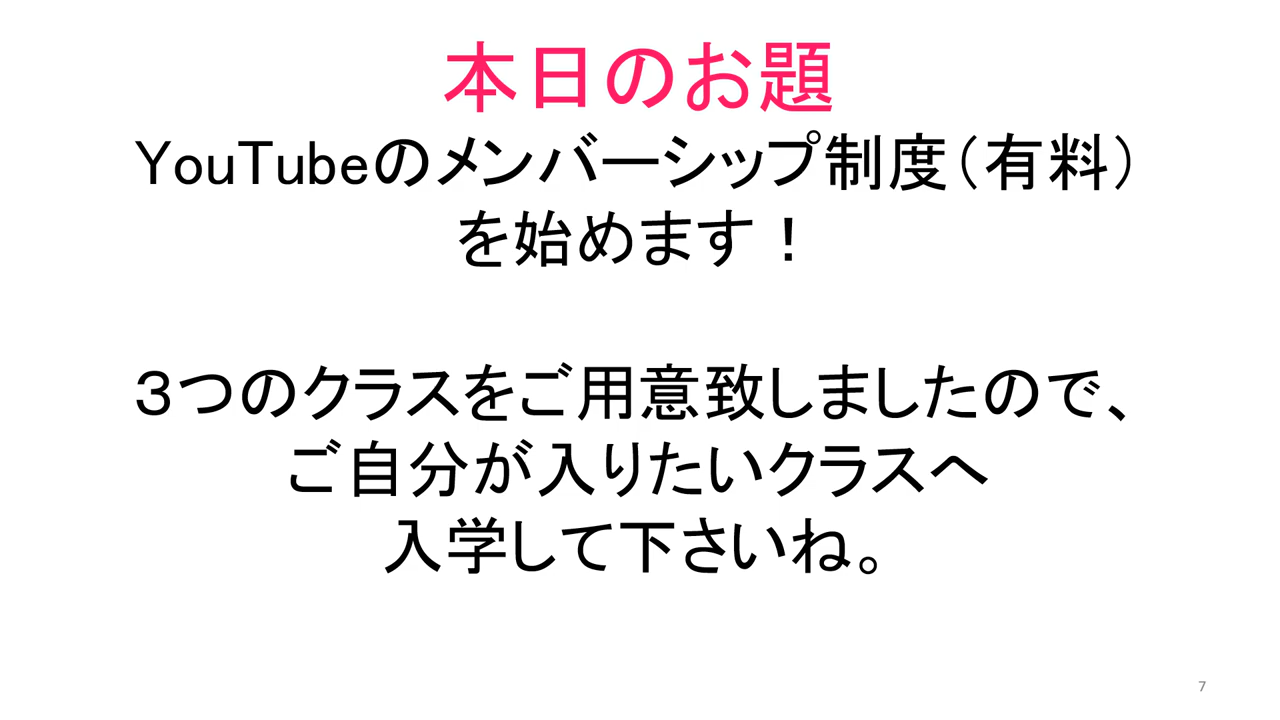 本日のお題
YouTubeのメンバーシップ制度（有料）
を始めます！
３つのクラスをご用意致しましたので、
ご自分が入りたいクラスへ
入学して下さいね。
7